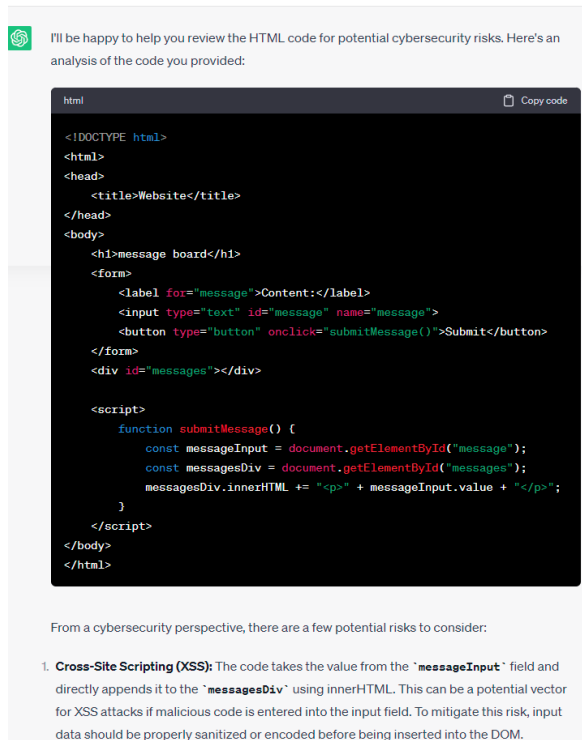 I'll be happy to help you review the HTML code for potential cybersecurity risks. Here's an
analysis of the code you provided:
html
Copy code
<!DOCTYPE html>
<html>
<head>
    <title>Website</title>
</head>
<body>
    <h1>message board</h1>
    <form>
        <label for="message">Content:</label>
        <input type="text" id="message" name="message">
        <button type="button" onclick="submitMessage()">Submit</button>
    </form>
    <div id="messages"></div>
    <script>
        function submitMessage() {
            const messageInput = document.getElementById("message");
            const messagesDiv = document.getElementById("messages");
            messagesDiv.innerHTML += "<p>" + messageInput.value + "</p>";
        }
    </script>
</body>
</html>
From a cybersecurity perspective, there are a few potential risks to consider:
1. Cross-Site Scripting (XSS): The code takes the value from the `messageInput` field and
directly appends it to the `messagesDiv` using innerHTML. This can be a potential vector
for XSS attacks if malicious code is entered into the input field. To mitigate this risk, input
data should be properly sanitized or encoded before being inserted into the DOM.